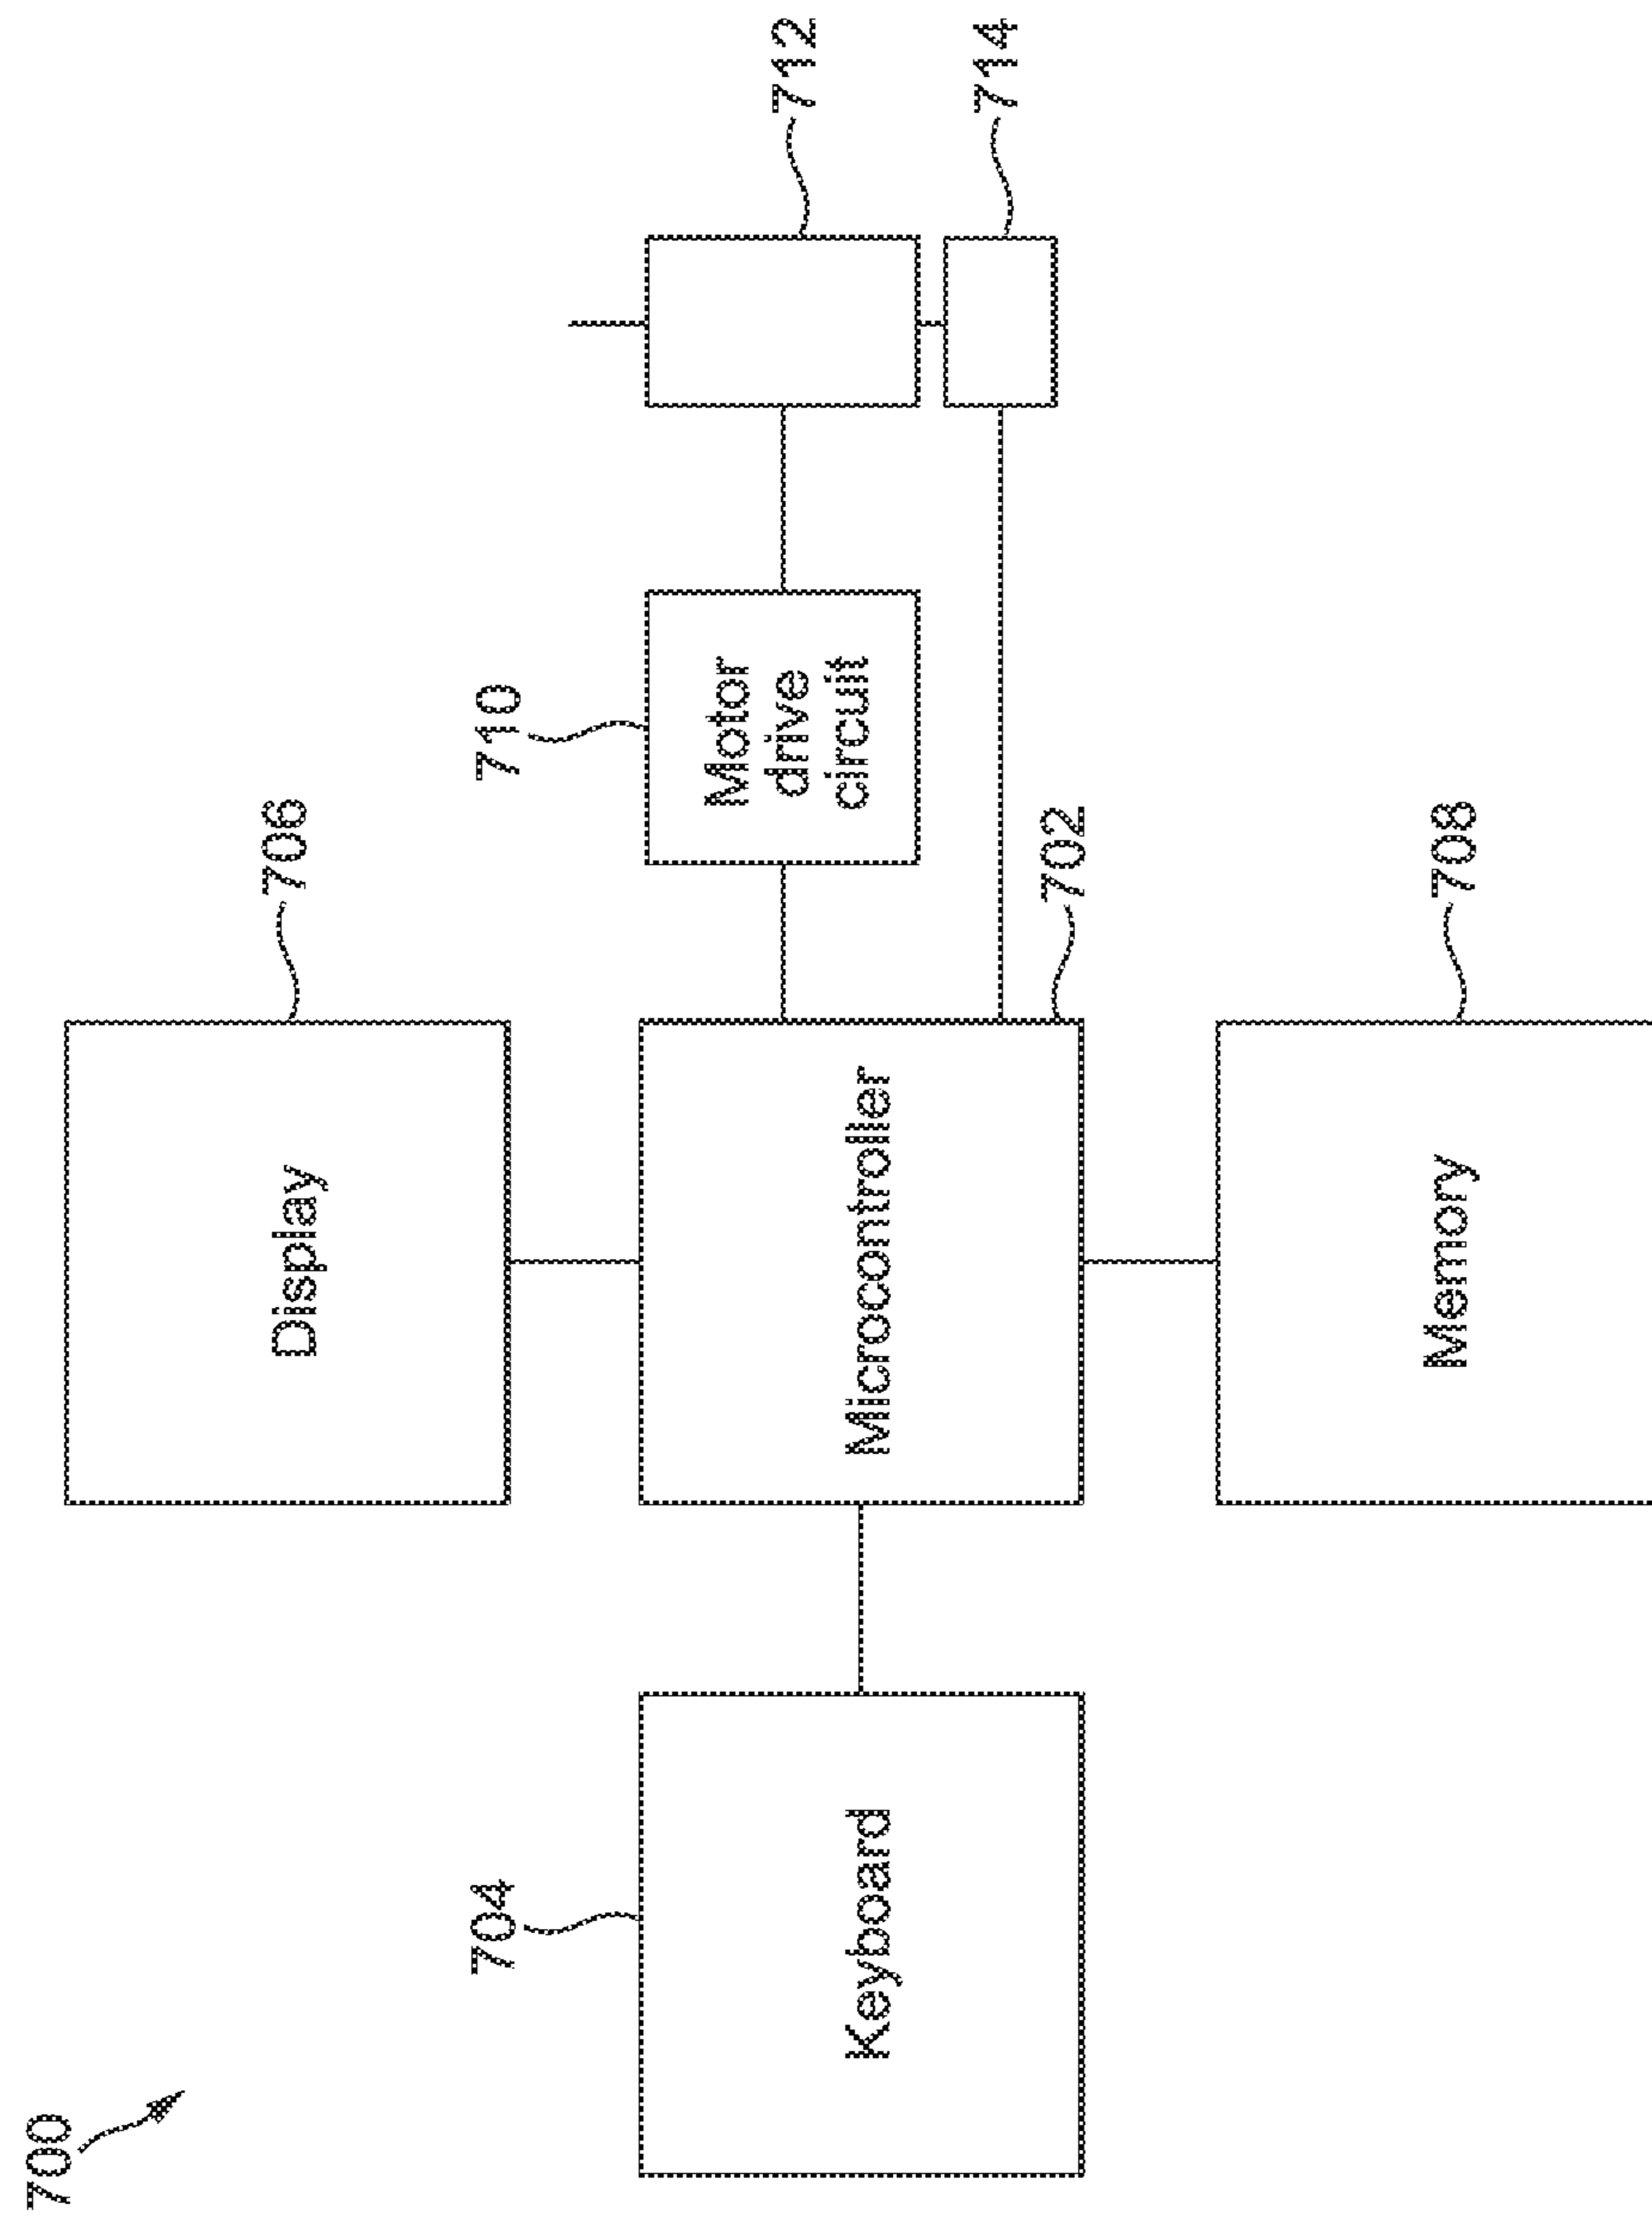 700
704
Keyboard
Display
706
Microcontroller
702
Memory
708
710
Motor
drive
circuit
712
714